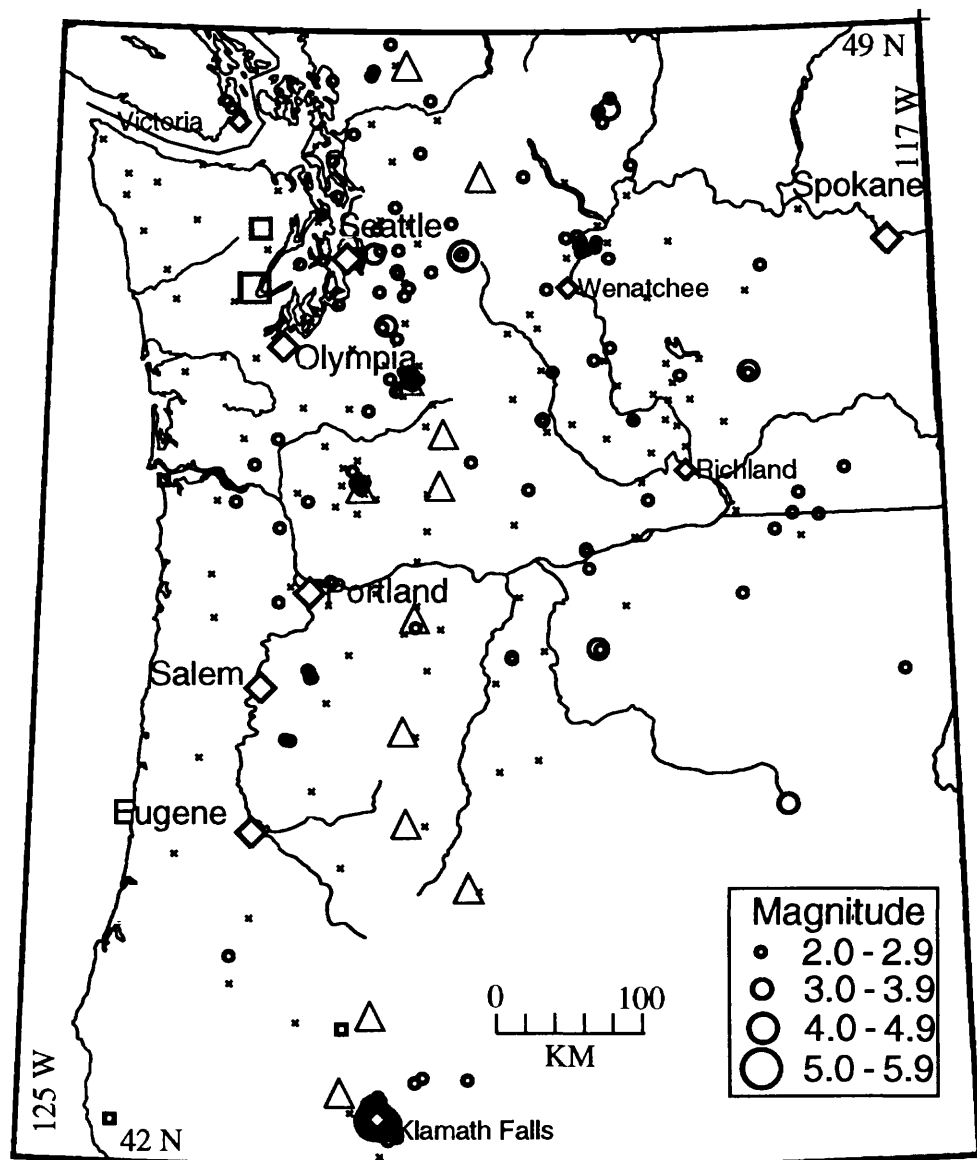 49 N
117 W
Victoria
Spokane
Seattle
Wenatchee
Olympia
Richland
Portland
Salem
Eugene
Magnitude
2.0 - 2.9
3.0 - 3.9
4.0 - 4.9
5.0 - 5.9
0 100
KM
125 W
42 N
Klamath Falls